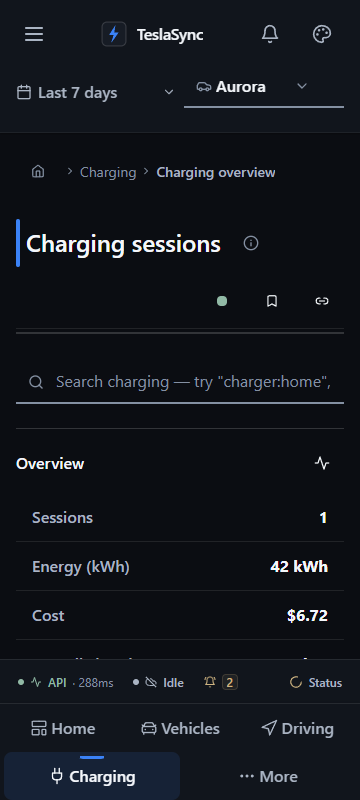 TeslaSync
Last 7 days
Aurora
Charging
Charging overview
Charging sessions
Search charging — try "charger:home",
Overview
Sessions 1
Energy (kWh) 42 kWh
Cost $6.72
API · 288ms Idle 2 Status
Home Vehicles Driving
Charging More